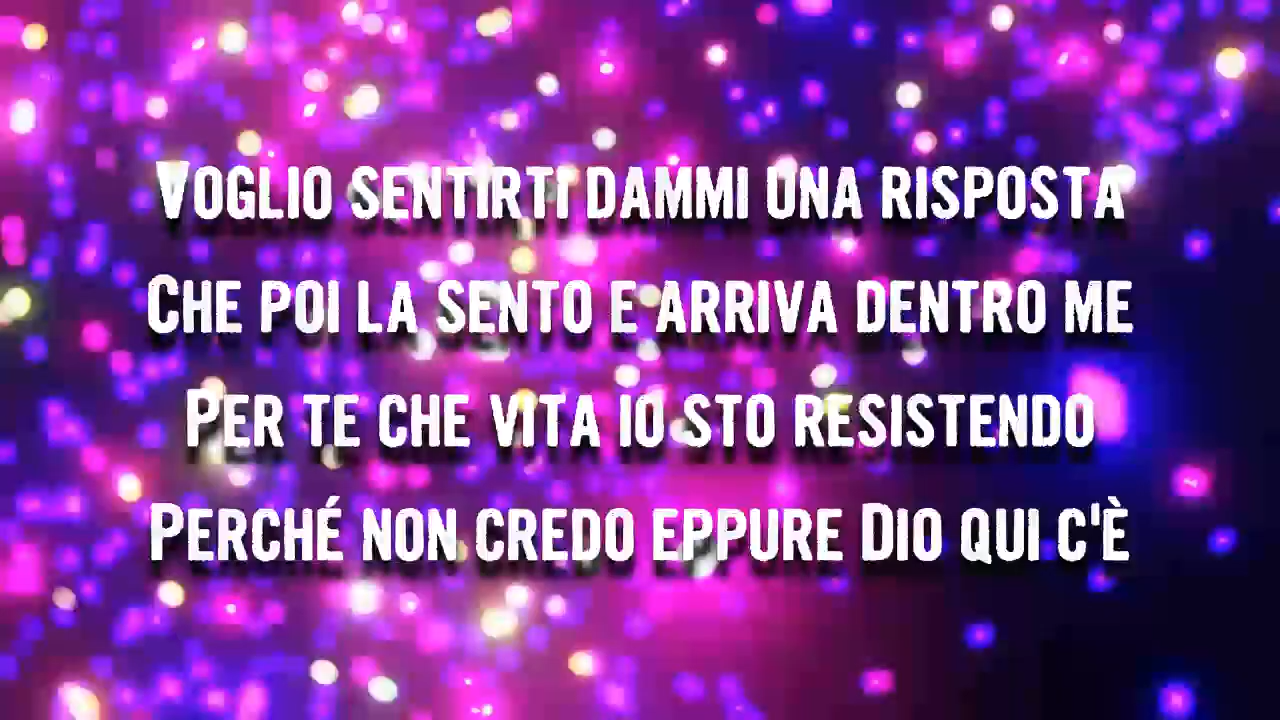 Voglio sentirti dammi una risposta
Che poi la sento e arriva dentro me
Per te che vita io sto resistendo
Perché non credo eppure Dio qui c'è